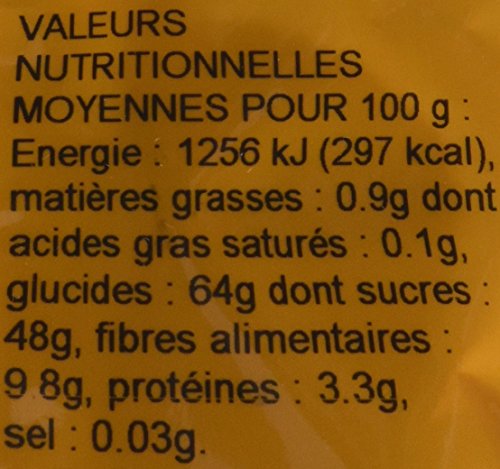 VALEURS
NUTRITIONNELLES
MOYENNES POUR 100 g :
Energie : 1256 kJ (297 kcal),
matières grasses : 0.9g dont
acides gras saturés : 0.1g,
glucides : 64g dont sucres :
48g, fibres alimentaires :
9.8g, protéines : 3.3g,
sel : 0.03g.